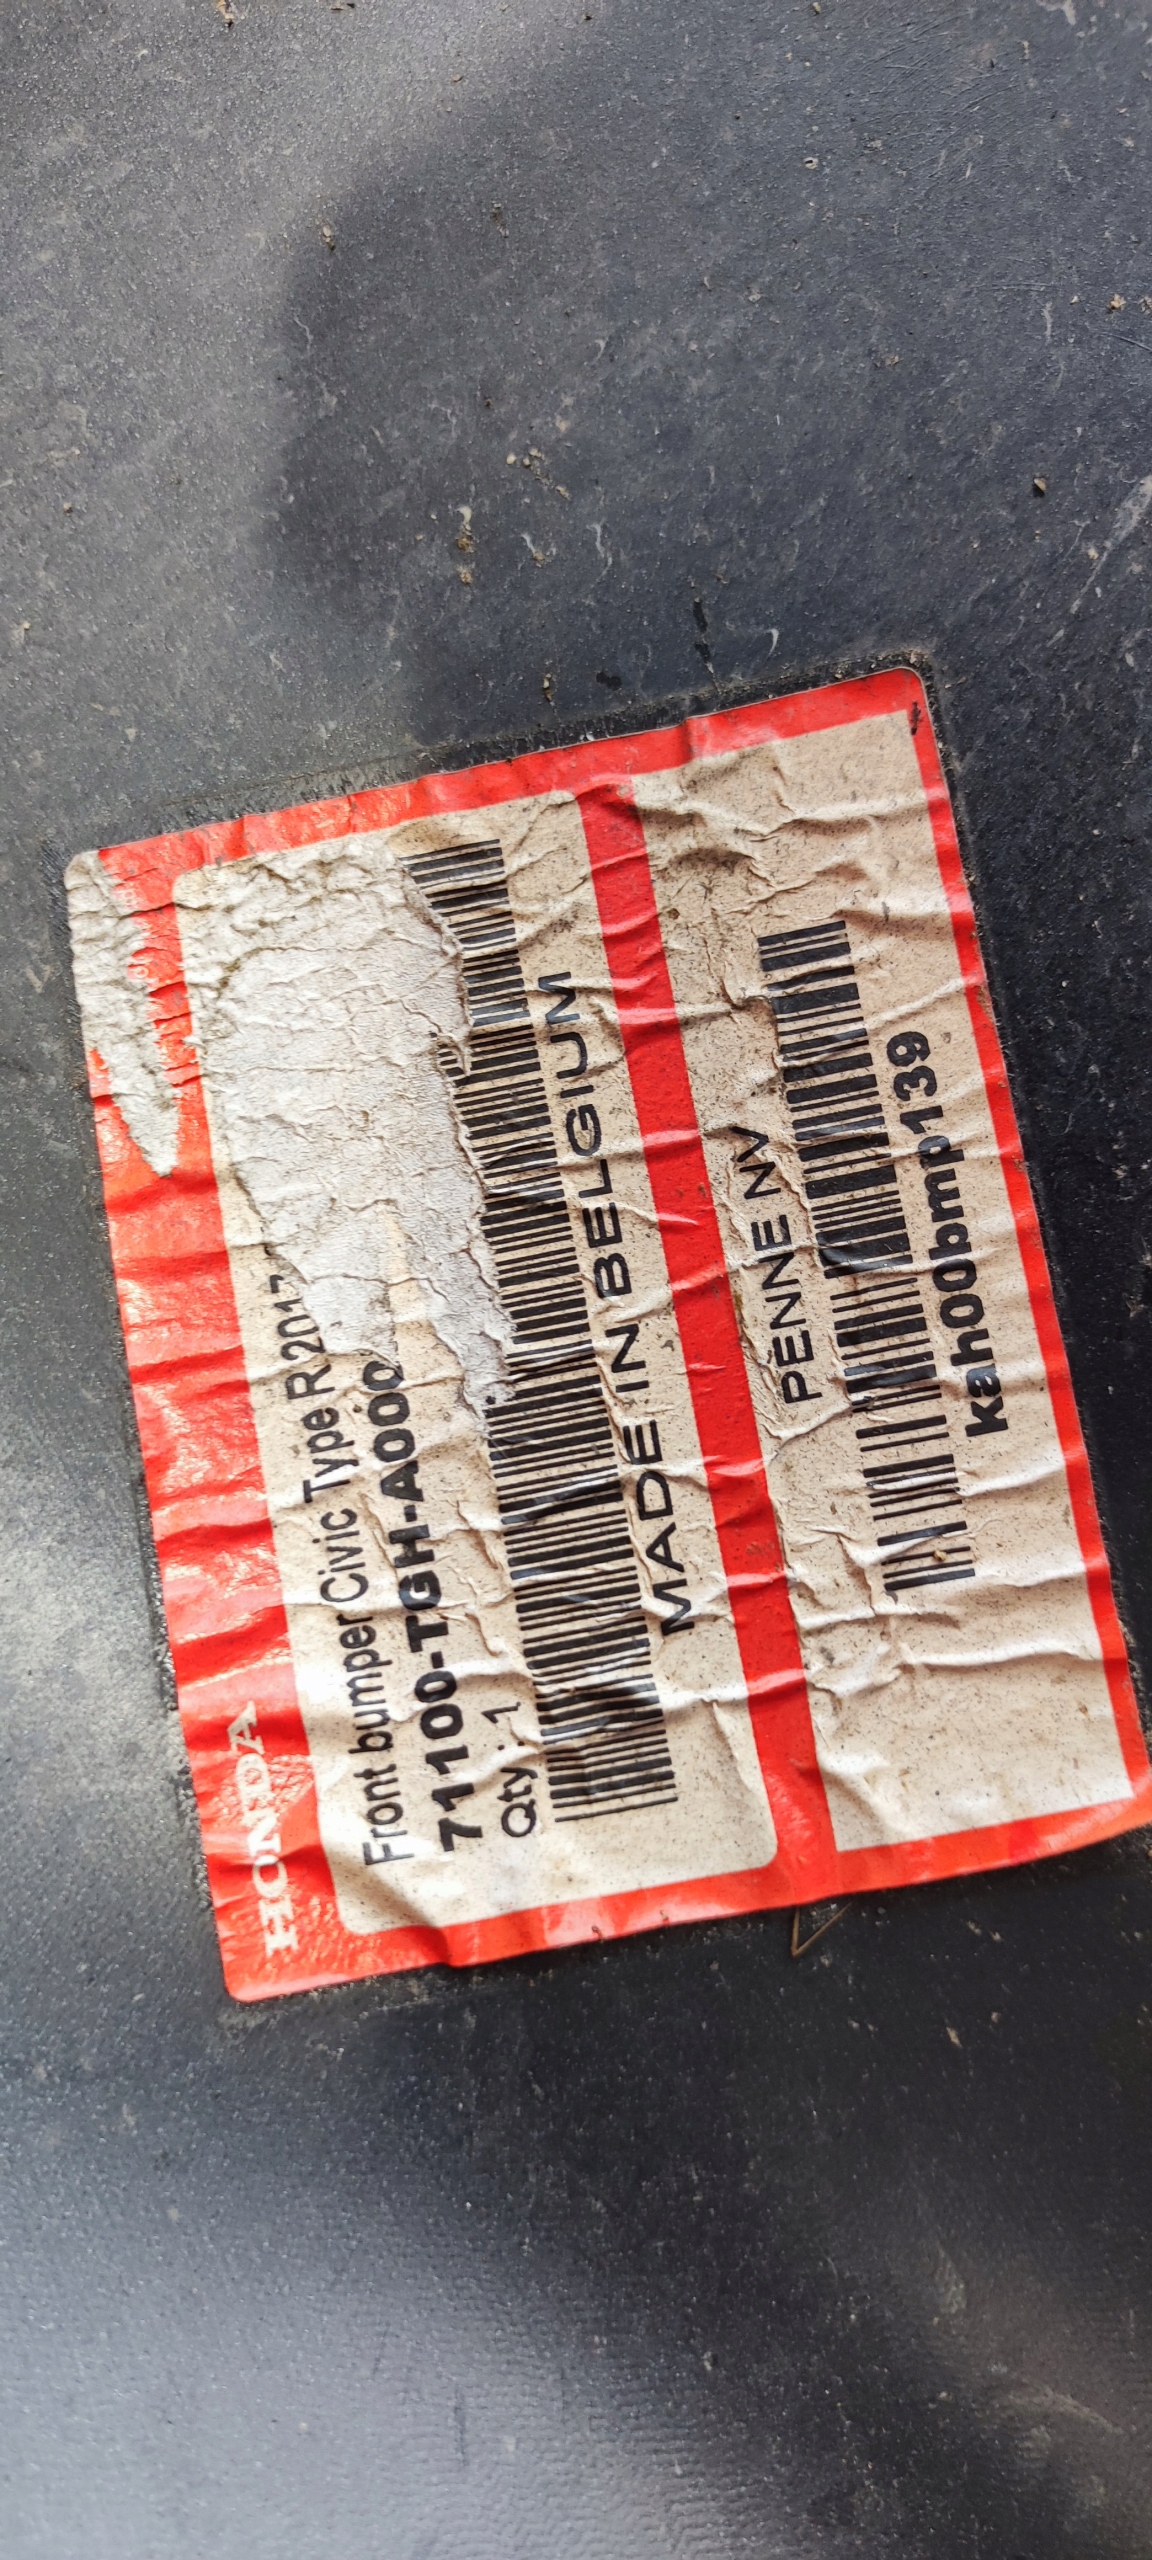 HONDA
Front bumper Civic Type R 2017
71100-TGH-A000
Qty : 1
MADE IN BELGIUM
PENNE NV
kah00bmp139